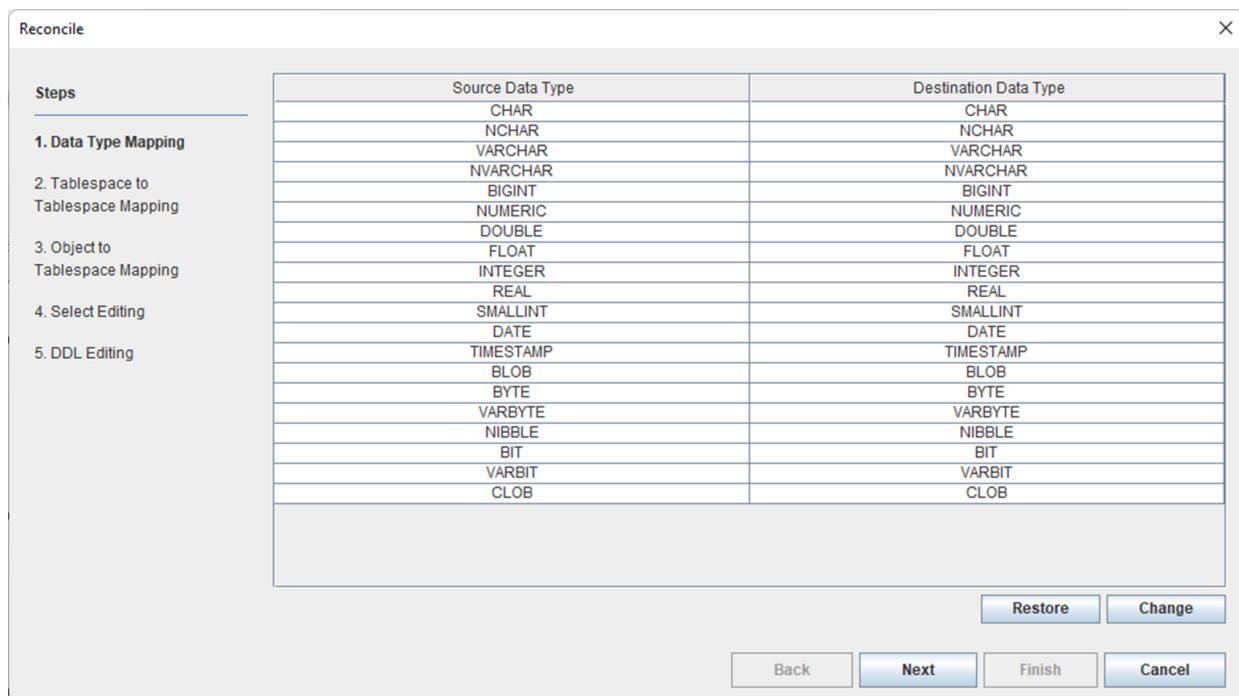 Reconcile
Steps
1. Data Type Mapping
2. Tablespace to
Tablespace Mapping
3. Object to
Tablespace Mapping
4. Select Editing
5. DDL Editing
Source Data Type Destination Data Type
CHAR CHAR
NCHAR NCHAR
VARCHAR VARCHAR
NVARCHAR NVARCHAR
BIGINT BIGINT
NUMERIC NUMERIC
DOUBLE DOUBLE
FLOAT FLOAT
INTEGER INTEGER
REAL REAL
SMALLINT SMALLINT
DATE DATE
TIMESTAMP TIMESTAMP
BLOB BLOB
BYTE BYTE
VARBYTE VARBYTE
NIBBLE NIBBLE
BIT BIT
VARBIT VARBIT
CLOB CLOB
Restore Change
Back Next Finish Cancel